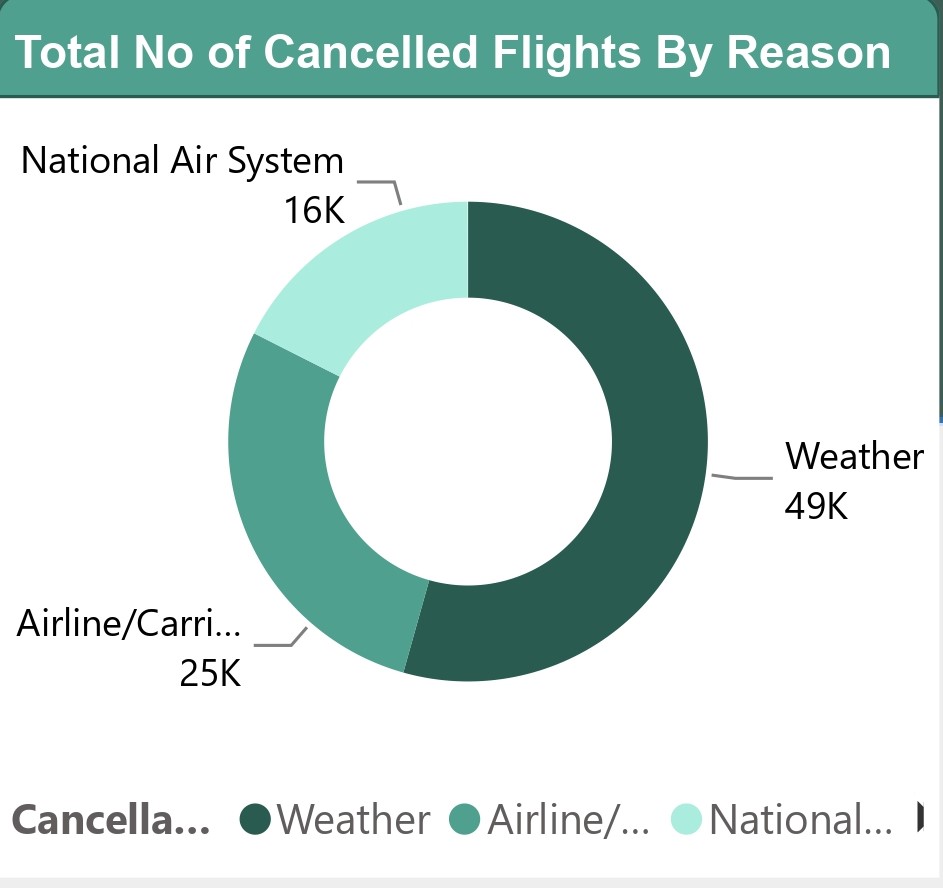 Total No of Cancelled Flights By Reason
National Air System
16K
Weather
49K
Airline/Carri...
25K
Cancella... Weather Airline/... National...